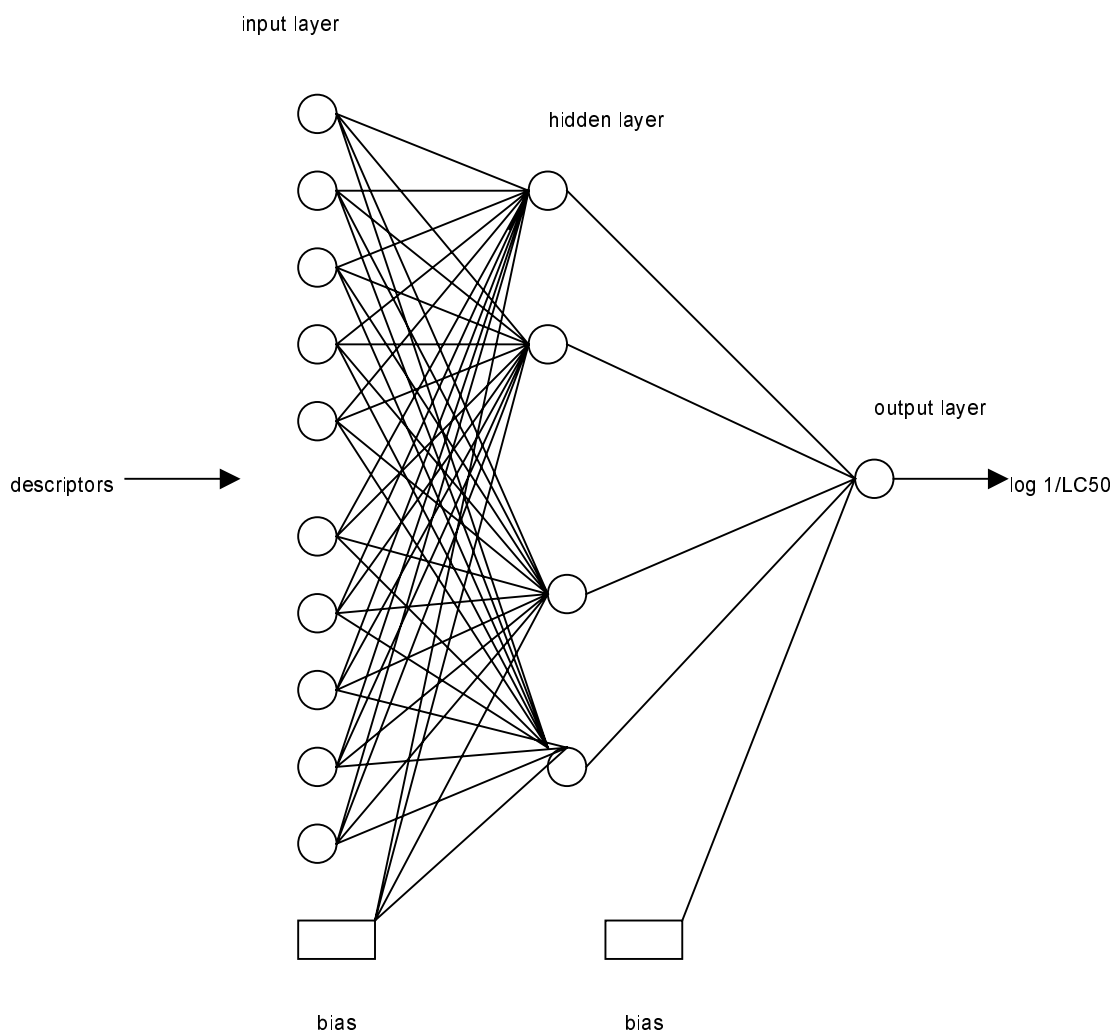 input layer
hidden layer
output layer
descriptors
log 1/LC50
bias
bias